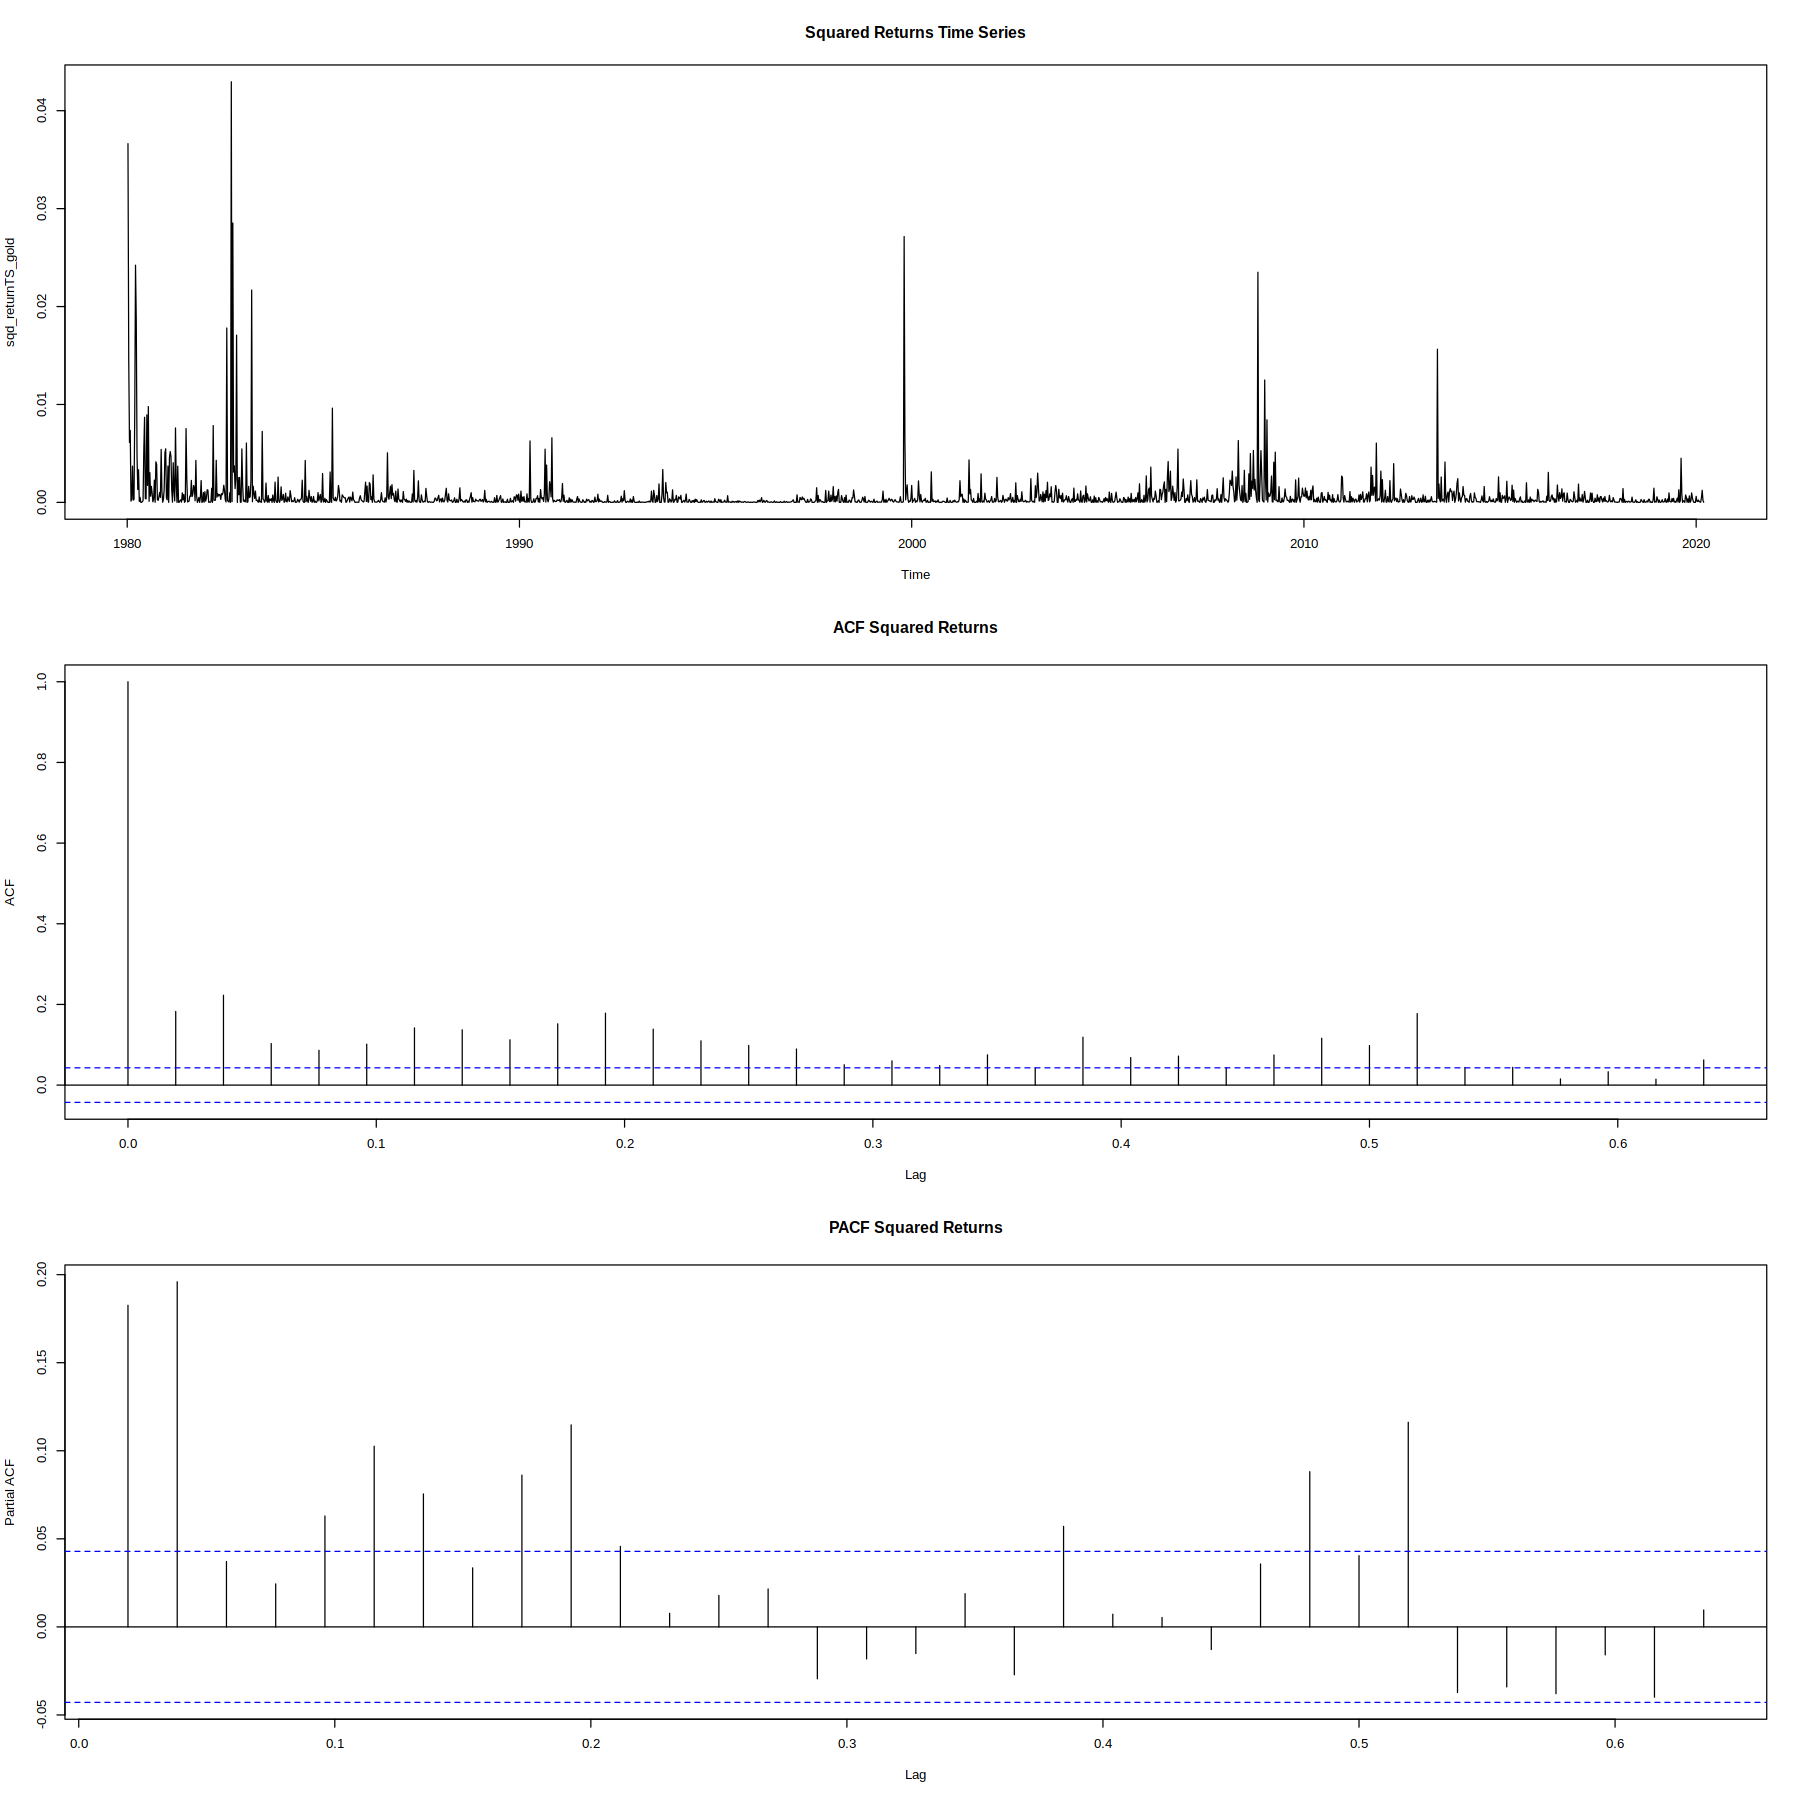 Squared Returns Time Series
sqd_returnTS_gold
0.04
0.03
0.02
0.01
0.00
1980 1990 2000 2010 2020
Time
ACF Squared Returns
ACF
1.0
0.8
0.6
0.4
0.2
0.0
0.0 0.1 0.2 0.3 0.4 0.5 0.6
Lag
PACF Squared Returns
Partial ACF
0.20
0.15
0.10
0.05
0.00
-0.05
0.0 0.1 0.2 0.3 0.4 0.5 0.6
Lag